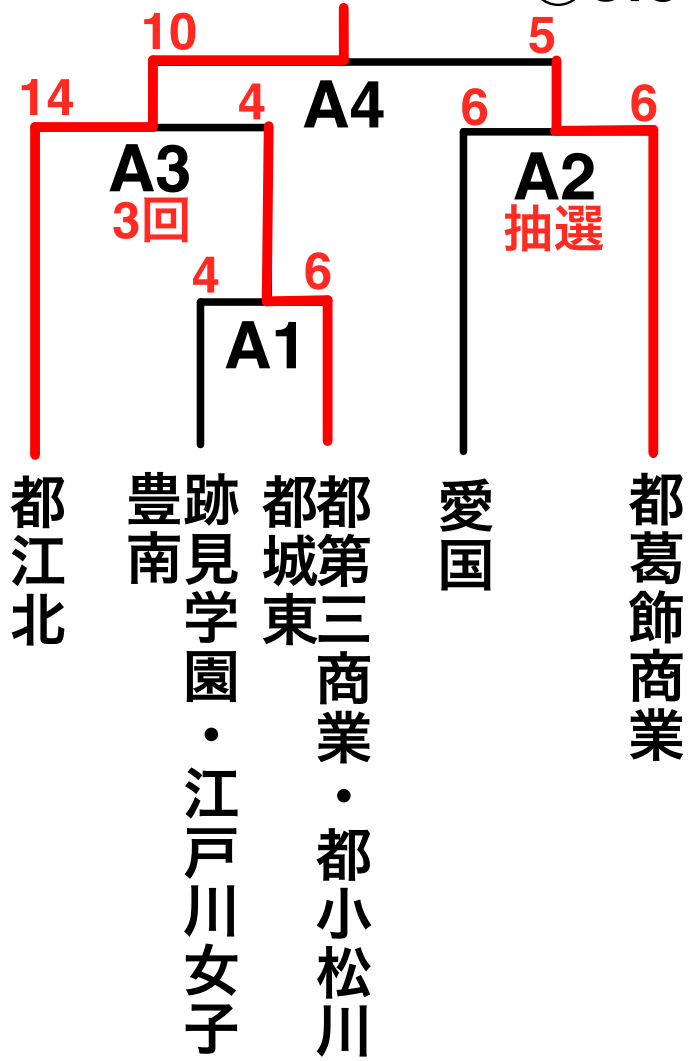 10
5
14
4
A4
6
6
A3
3回
A2
抽選
4
6
A1
都江北
跡見学園・江戸川女子
豊南
都第三商業・都小松川
都城東
愛国
都葛飾商業